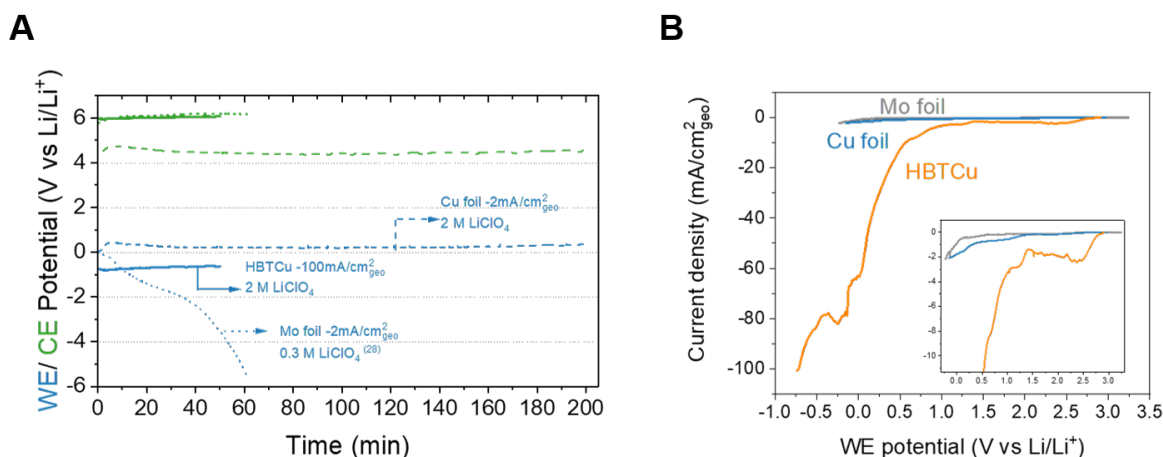 A
WE/ CE Potential (V vs Li/Li⁺)
6
4
2
0
-2
-4
-6
0 20 40 60 80 100 120 140 160 180 200
Time (min)
Cu foil -2mA/cm²geo
2 M LiClO₄
HBTCu -100mA/cm²geo
2 M LiClO₄
Mo foil -2mA/cm²geo
0.3 M LiClO₄ (28)
B
Current density (mA/cm²geo)
0
-20
-40
-60
-80
-100
-1.0 -0.5 0.0 0.5 1.0 1.5 2.0 2.5 3.0 3.5
WE potential (V vs Li/Li⁺)
Mo foil
Cu foil
HBTCu
0
-2
-4
-6
-8
-10
0.0 0.5 1.0 1.5 2.0 2.5 3.0